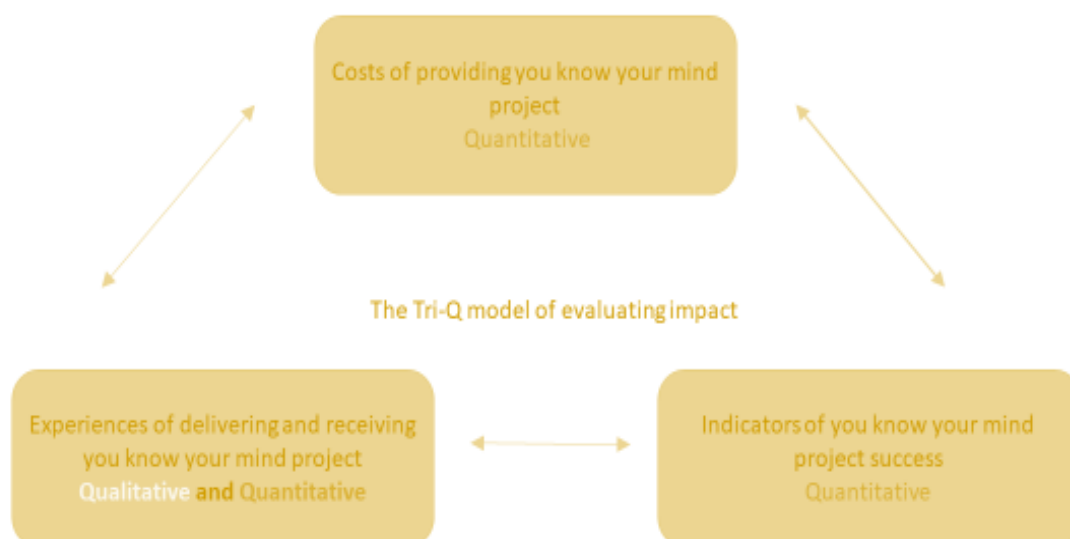 Costs of providing you know your mind
project
Quantitative
The Tri-Q model of evaluating impact
Experiences of delivering and receiving
you know your mind project
Qualitative and Quantitative
Indicators of you know your mind
project success
Quantitative